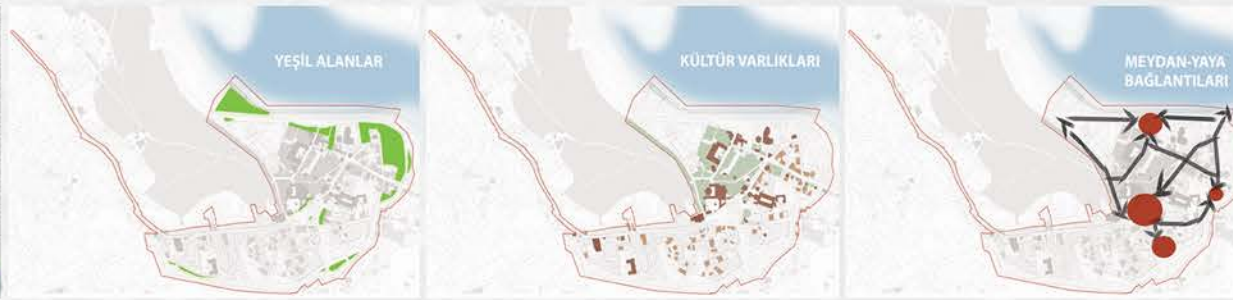 YEŞİL ALANLAR
KÜLTÜR VARLIKLARI
MEYDAN-YAYA
BAĞLANTILARI